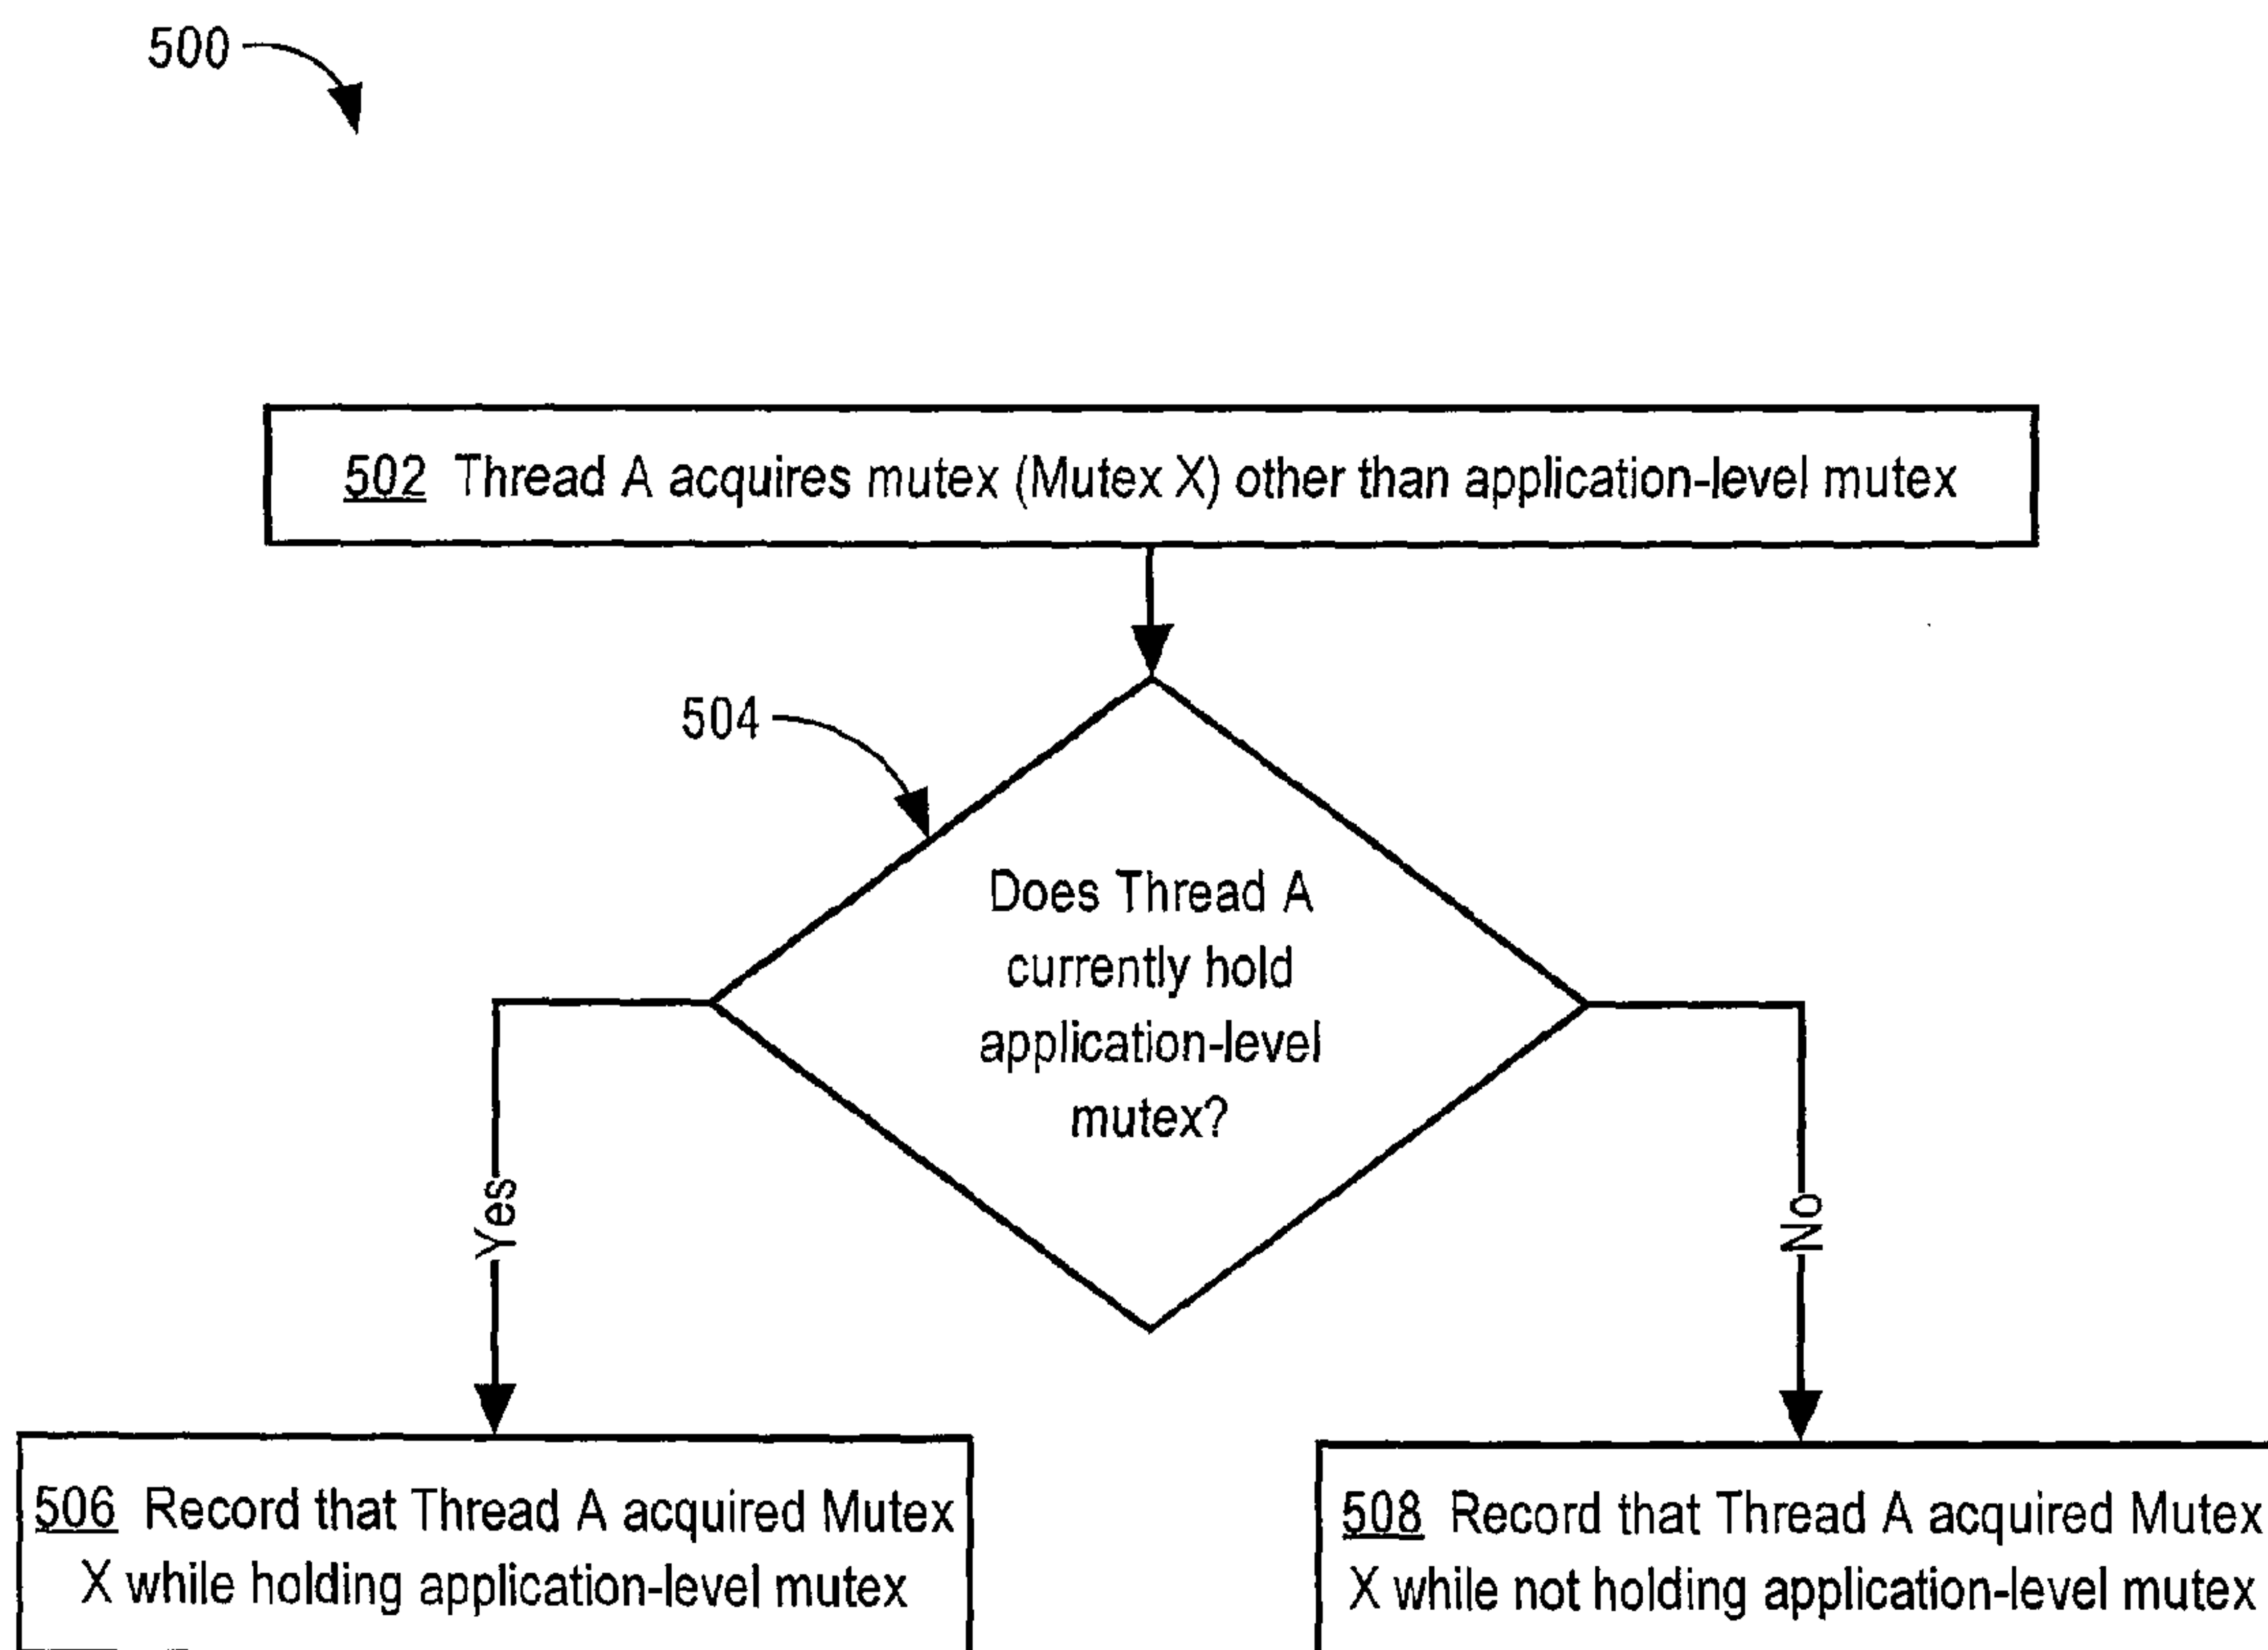 500
502 Thread A acquires mutex (Mutex X) other than application-level mutex
504
Does Thread A
currently hold
application-level
mutex?
Yes
No
506 Record that Thread A acquired Mutex
X while holding application-level mutex
508 Record that Thread A acquired Mutex
X while not holding application-level mutex